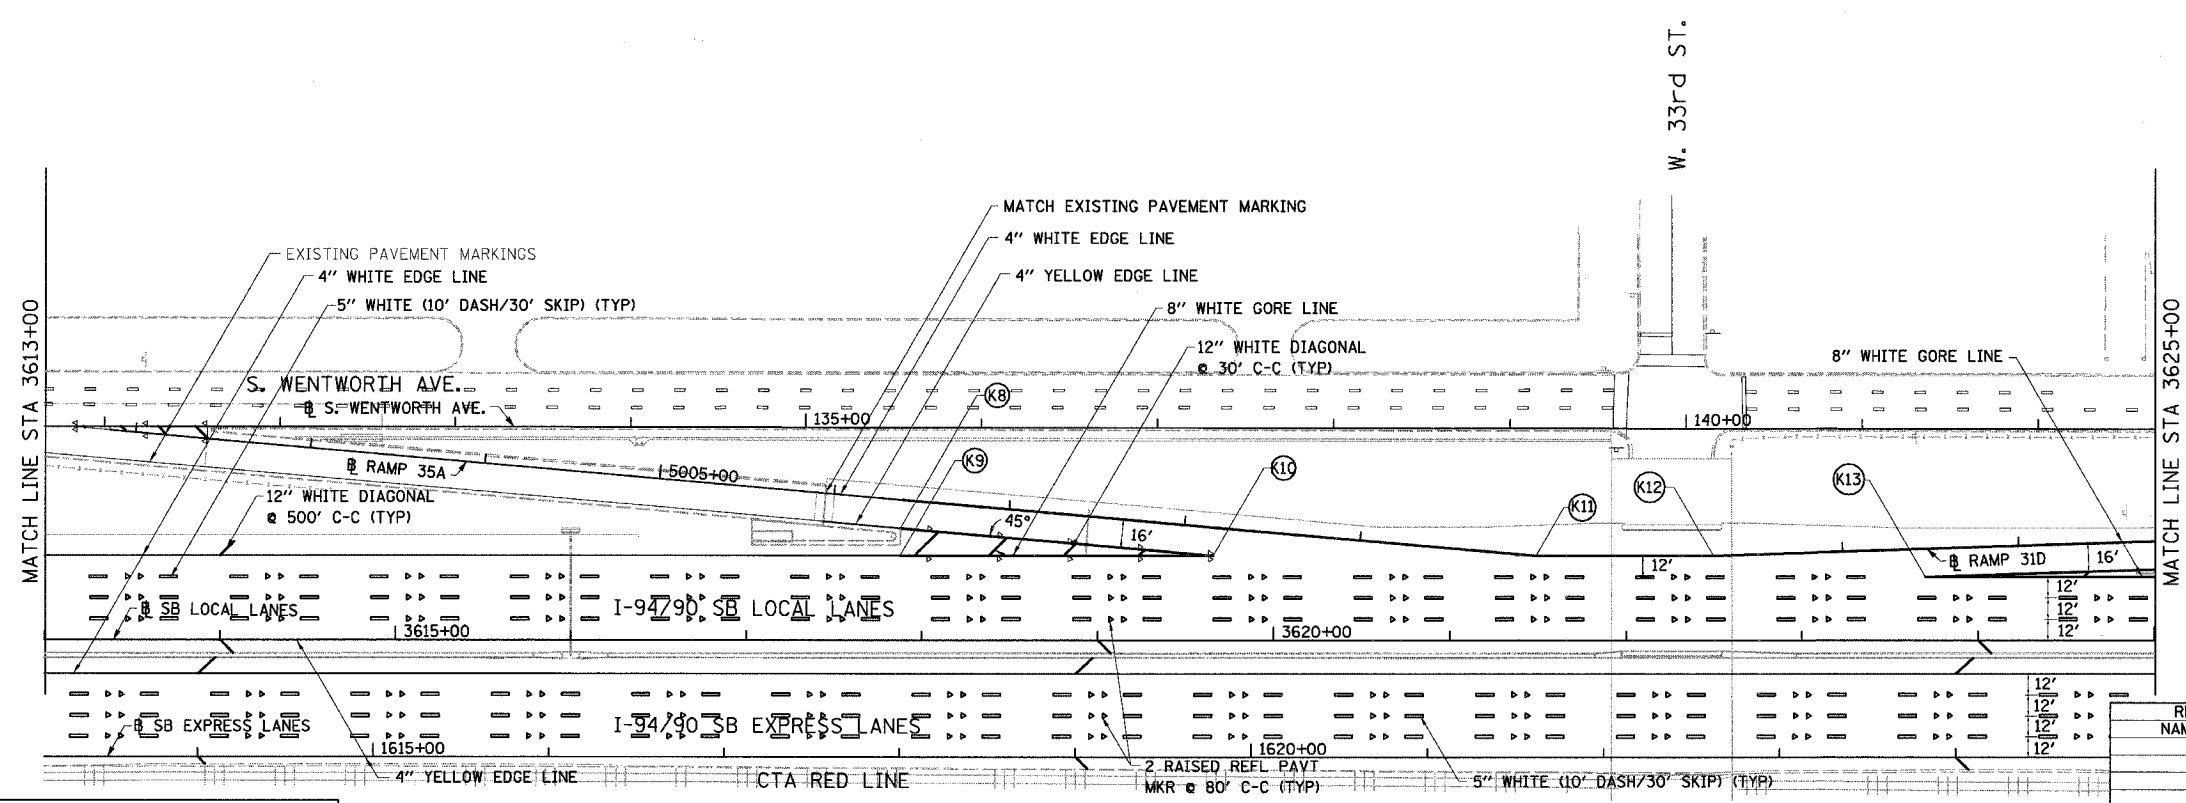 W. 33rd ST.
MATCH EXISTING PAVEMENT MARKING
4" WHITE EDGE LINE
4" YELLOW EDGE LINE
8" WHITE GORE LINE
12" WHITE DIAGONAL
@ 30' C-C (TYP)
EXISTING PAVEMENT MARKINGS
4" WHITE EDGE LINE
5" WHITE (10' DASH/30' SKIP) (TYP)
MATCH LINE STA 3613+00
MATCH LINE STA 3625+00
8" WHITE GORE LINE
S. WENTWORTH AVE.
B S. WENTWORTH AVE.
135+00
140+00
K8
K9
K10
K11
K12
K13
B RAMP 35A
5005+00
12" WHITE DIAGONAL
@ 500' C-C (TYP)
45°
16'
12'
B RAMP 31D
16'
12'
12'
12'
B SB LOCAL LANES
I-94/90 SB LOCAL LANES
3615+00
3620+00
12'
12'
12'
12'
B SB EXPRESS LANES
I-94/90 SB EXPRESS LANES
1615+00
1620+00
4" YELLOW EDGE LINE
CTA RED LINE
2 RAISED REFL PAVT
MKR @ 80' C-C (TYP)
5" WHITE (10' DASH/30' SKIP) (TYP)